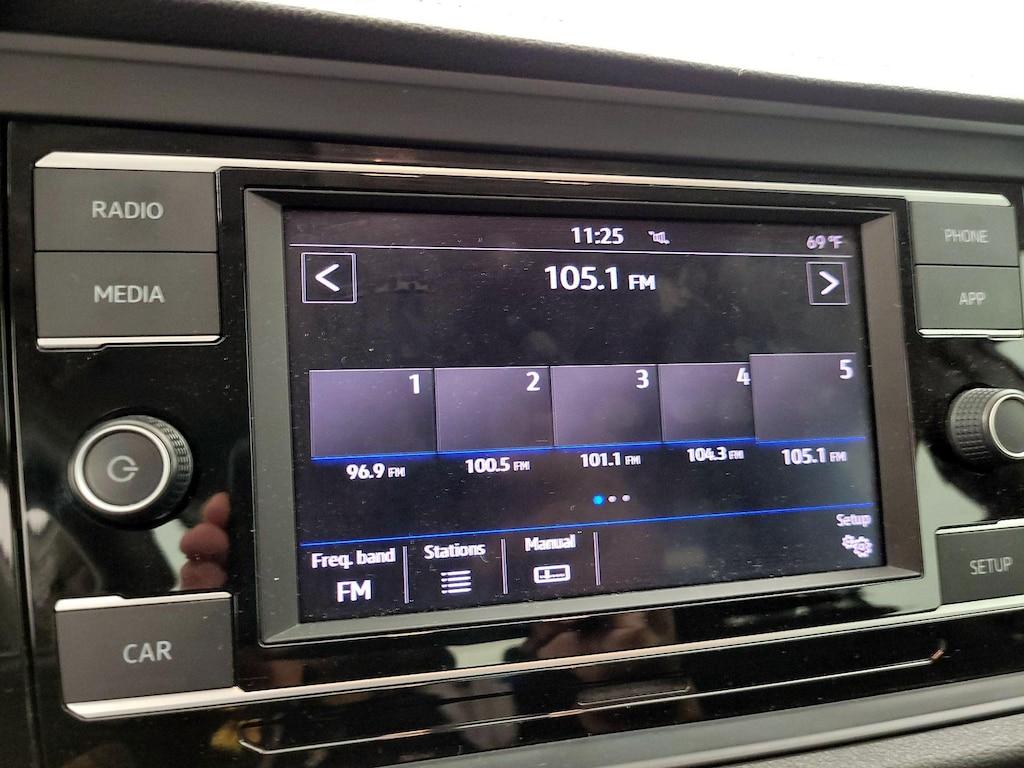 RADIO
MEDIA
CAR
11:25
69 °F
<
105.1 FM
>
1 2 3 4 5
96.9 FM 100.5 FM 101.1 FM 104.3 FM 105.1 FM
Setup
Freq. band Stations Manual
FM
PHONE
APP
SETUP